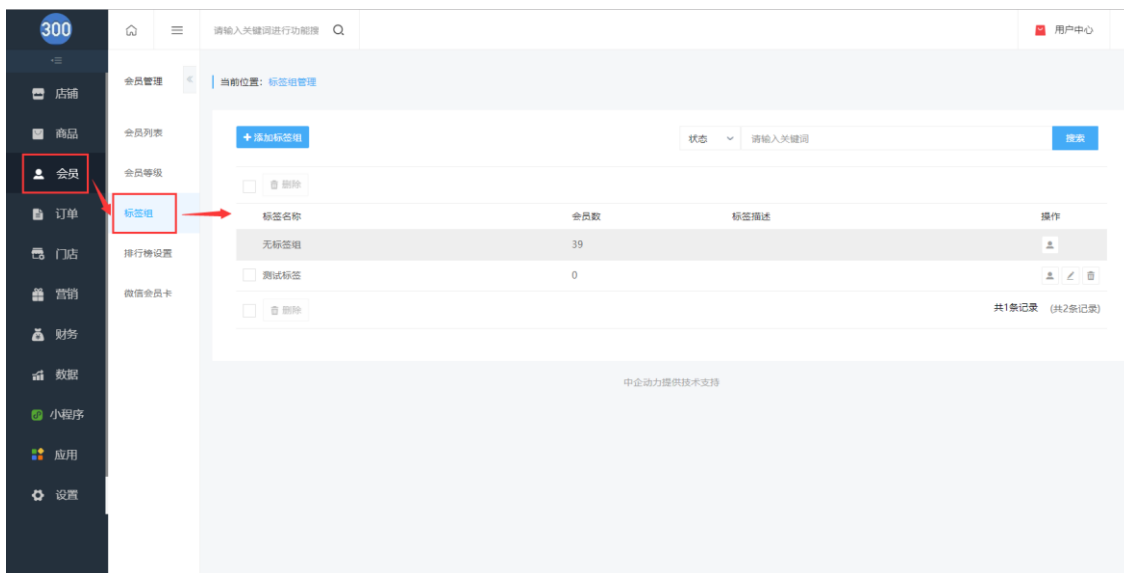 300
请输入关键词进行功能搜
用户中心
店铺
商品
会员
订单
门店
营销
财务
数据
小程序
应用
设置
会员管理
会员列表
会员等级
标签组
排行榜设置
微信会员卡
当前位置：标签组管理
添加标签组
状态 请输入关键词 搜索
删除
标签名称 会员数 标签描述 操作
无标签组 39
测试标签 0
删除 共1条记录 (共2条记录)
中企动力提供技术支持